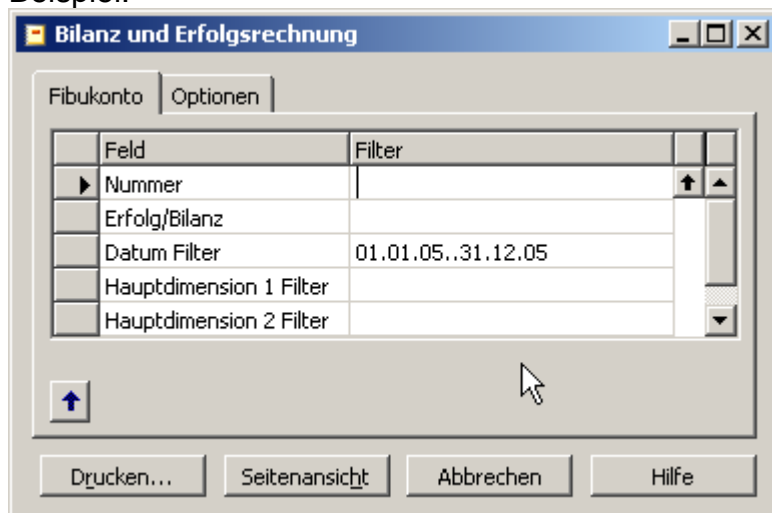 Beispiel:
Bilanz und Erfolgsrechnung
Fibukonto Optionen
Feld Filter
Nummer
Erfolg/Bilanz
Datum Filter 01.01.05..31.12.05
Hauptdimension 1 Filter
Hauptdimension 2 Filter
Drucken... Seitenansicht Abbrechen Hilfe